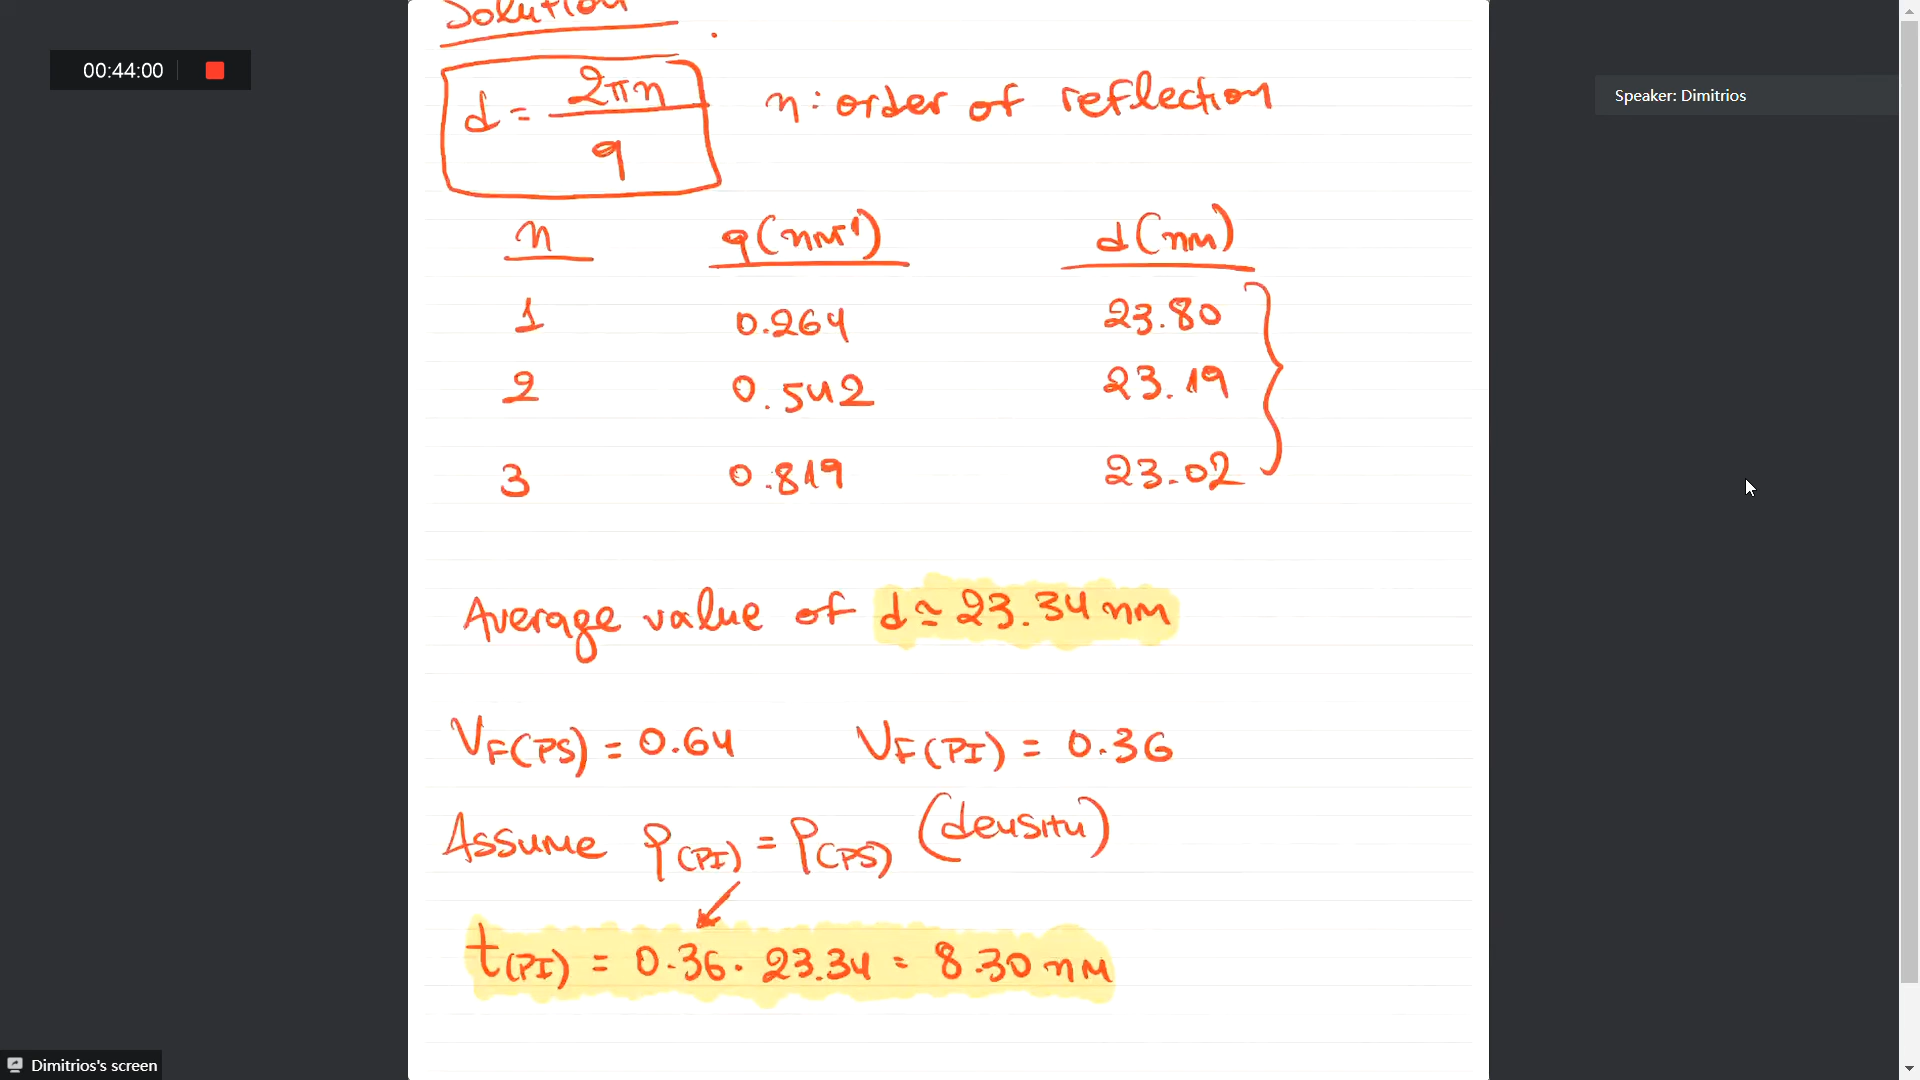 Solution
00:44:00
Speaker: Dimitrios
d = 2πn / q
n: order of reflection
n q(nm⁻¹) d(nm)
1 0.264 23.80
2 0.542 23.19
3 0.819 23.02
Average value of d ≃ 23.34 nm
VF(PS) = 0.64 VF(PI) = 0.36
Assume ρ(PI) = ρ(PS) (density)
t(PI) = 0.36 · 23.34 = 8.30 nm
Dimitrios's screen